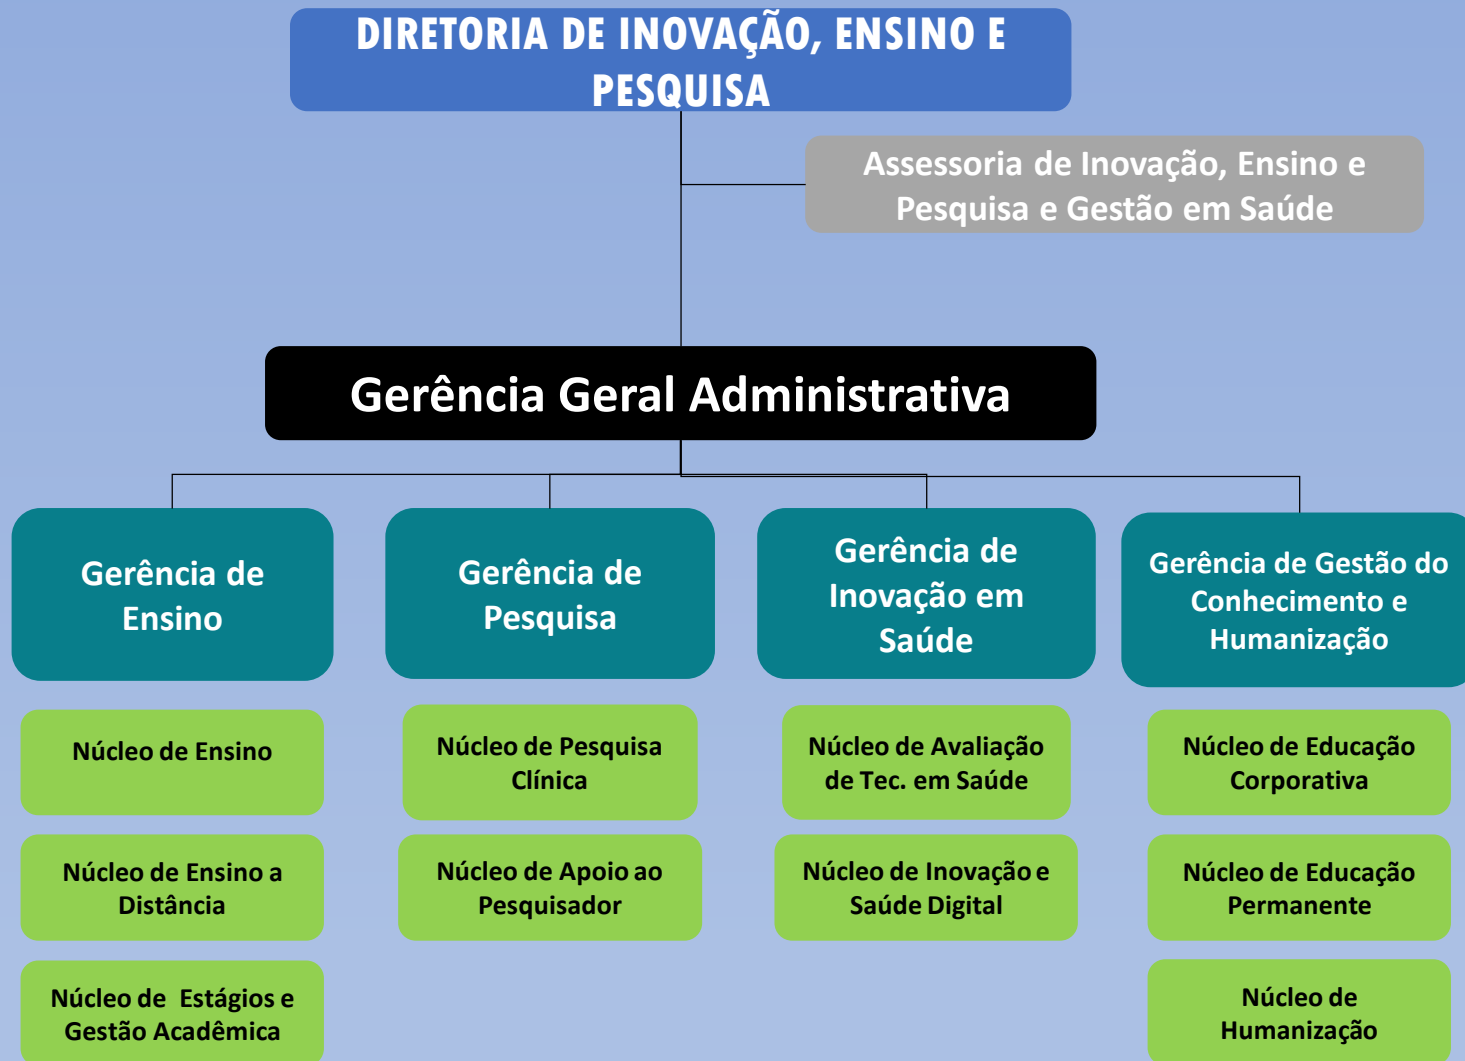 DIRETORIA DE INOVAÇÃO, ENSINO E
PESQUISA
Assessoria de Inovação, Ensino e
Pesquisa e Gestão em Saúde
Gerência Geral Administrativa
Gerência de
Ensino
Gerência de
Pesquisa
Gerência de
Inovação em
Saúde
Gerência de Gestão do
Conhecimento e
Humanização
Núcleo de Ensino
Núcleo de Pesquisa
Clínica
Núcleo de Avaliação
de Tec. em Saúde
Núcleo de Educação
Corporativa
Núcleo de Ensino a
Distância
Núcleo de Apoio ao
Pesquisador
Núcleo de Inovação e
Saúde Digital
Núcleo de Educação
Permanente
Núcleo de Estágios e
Gestão Acadêmica
Núcleo de
Humanização